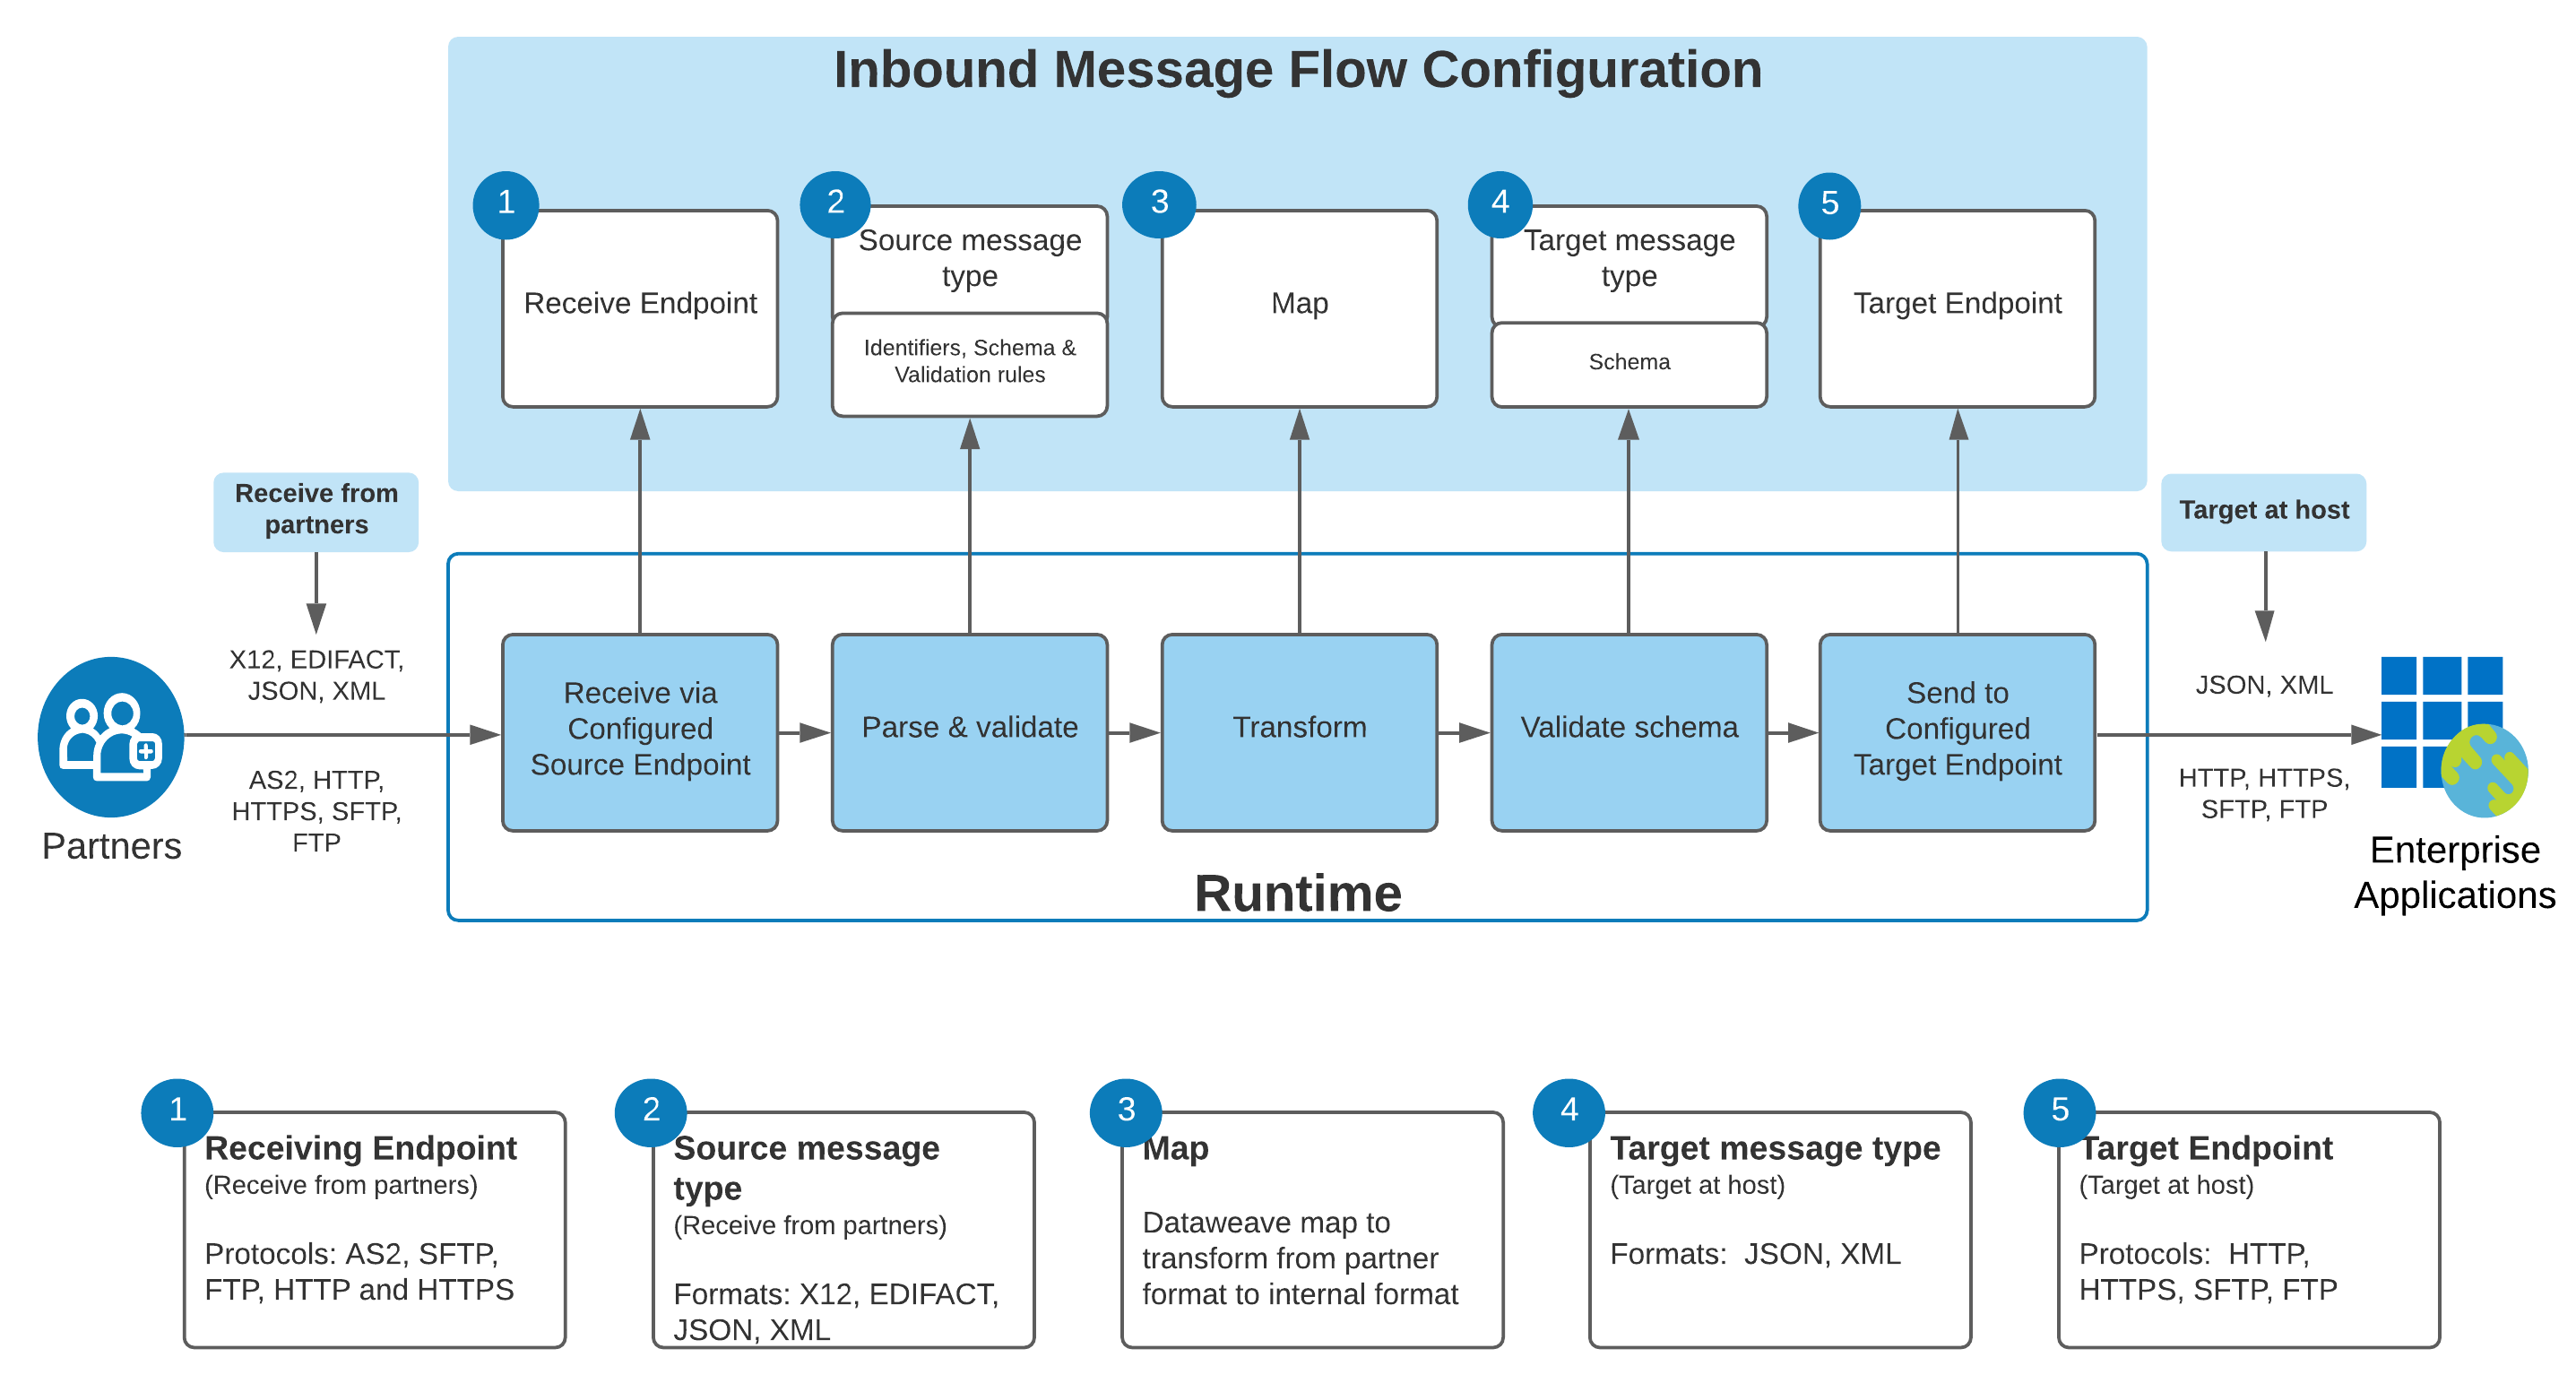 Inbound Message Flow Configuration
1
Receive Endpoint
2
Source message
type
Identifiers, Schema &
Validation rules
3
Map
4
Target message
type
Schema
5
Target Endpoint
Receive from
partners
X12, EDIFACT,
JSON, XML
AS2, HTTP,
HTTPS, SFTP,
FTP
Partners
Receive via
Configured
Source Endpoint
Parse & validate
Transform
Validate schema
Send to
Configured
Target Endpoint
Runtime
Target at host
JSON, XML
HTTP, HTTPS,
SFTP, FTP
Enterprise
Applications
1
Receiving Endpoint
(Receive from partners)
Protocols: AS2, SFTP,
FTP, HTTP and HTTPS
2
Source message
type
(Receive from partners)
Formats: X12, EDIFACT,
JSON, XML
3
Map
Dataweave map to
transform from partner
format to internal format
4
Target message type
(Target at host)
Formats:  JSON, XML
5
Target Endpoint
(Target at host)
Protocols:  HTTP,
HTTPS, SFTP, FTP